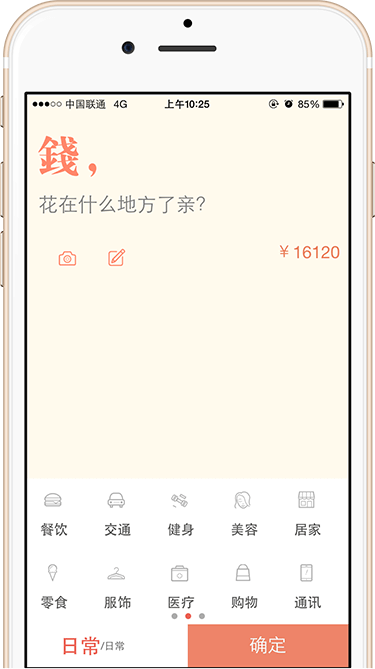 中国联通 4G 上午10:25 85%
錢，
花在什么地方了亲?
¥ 16120
餐饮 交通 健身 美容 居家
零食 服饰 医疗 购物 通讯
日常/日常 确定